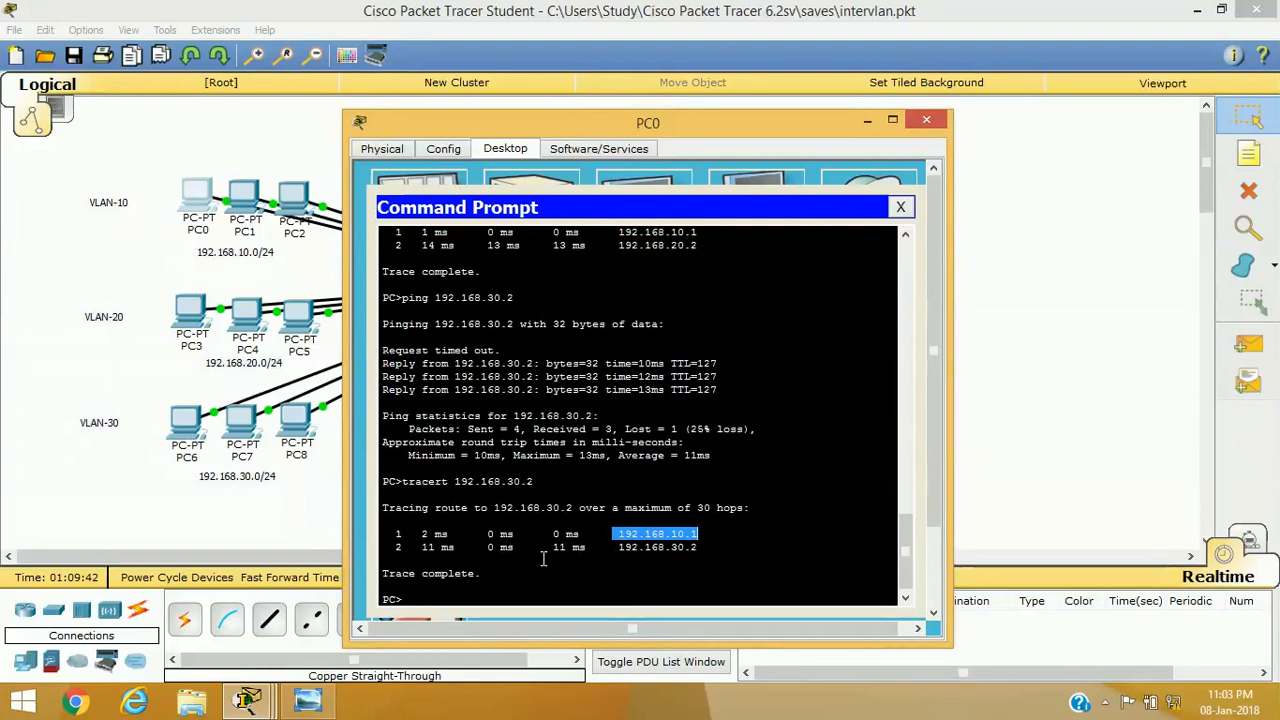 Cisco Packet Tracer Student - C:\Users\Study\Cisco Packet Tracer 6.2sv\saves\intervlan.pkt
File Edit Options View Tools Extensions Help
Logical [Root] New Cluster Move Object Set Tiled Background Viewport
PC0
Physical Config Desktop Software/Services
Command Prompt X
1 1 ms 0 ms 0 ms 192.168.10.1
2 14 ms 13 ms 13 ms 192.168.20.2
Trace complete.
PC>ping 192.168.30.2
Pinging 192.168.30.2 with 32 bytes of data:
Request timed out.
Reply from 192.168.30.2: bytes=32 time=10ms TTL=127
Reply from 192.168.30.2: bytes=32 time=12ms TTL=127
Reply from 192.168.30.2: bytes=32 time=13ms TTL=127
Ping statistics for 192.168.30.2:
Packets: Sent = 4, Received = 3, Lost = 1 (25% loss),
Approximate round trip times in milli-seconds:
Minimum = 10ms, Maximum = 13ms, Average = 11ms
PC>tracert 192.168.30.2
Tracing route to 192.168.30.2 over a maximum of 30 hops:
1 2 ms 0 ms 0 ms 192.168.10.1
2 11 ms 0 ms 11 ms 192.168.30.2
Trace complete.
PC>
VLAN-10
PC-PT PC-PT PC-PT
PC0 PC1 PC2
192.168.10.0/24
VLAN-20
PC-PT PC-PT PC-PT
PC3 PC4 PC5
192.168.20.0/24
VLAN-30
PC-PT PC-PT PC-PT
PC6 PC7 PC8
192.168.30.0/24
Time: 01:09:42 Power Cycle Devices Fast Forward Time
Realtime
Connections
Copper Straight-Through
Toggle PDU List Window
ination Type Color Time(sec) Periodic Num
11:03 PM
08-Jan-2018